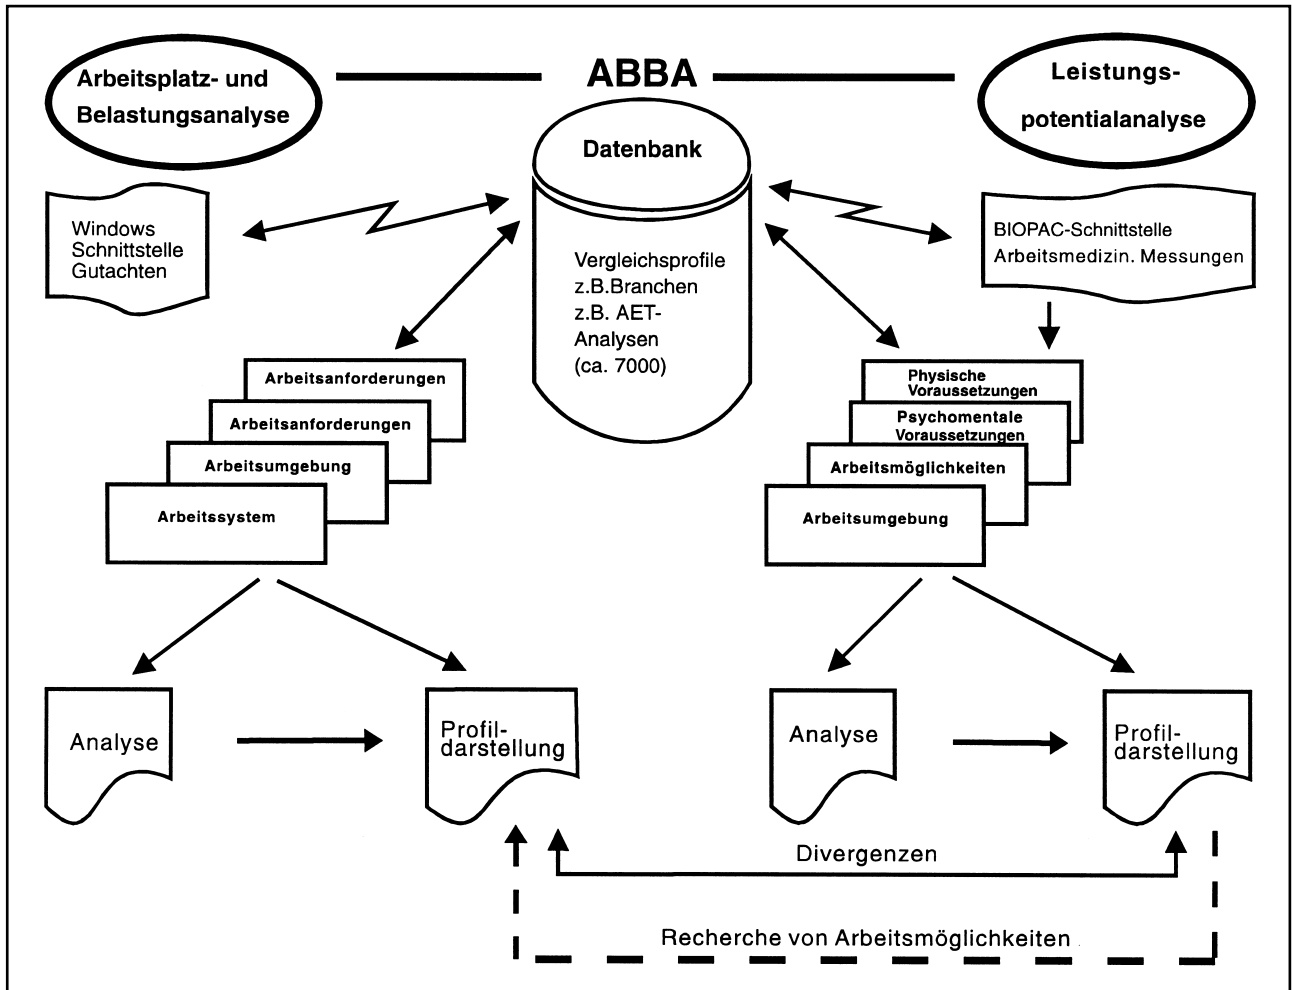 Arbeitsplatz- und
Belastungsanalyse
ABBA
Leistungs-
potentialanalyse
Datenbank
Windows
Schnittstelle
Gutachten
Vergleichsprofile
z.B.Branchen
z.B. AET-
Analysen
(ca. 7000)
BIOPAC-Schnittstelle
Arbeitsmedizin. Messungen
Arbeitsanforderungen
Arbeitsanforderungen
Arbeitsumgebung
Arbeitssystem
Physische
Voraussetzungen
Psychomentale
Voraussetzungen
Arbeitsmöglichkeiten
Arbeitsumgebung
Analyse
Profil-
darstellung
Analyse
Profil-
darstellung
Divergenzen
Recherche von Arbeitsmöglichkeiten